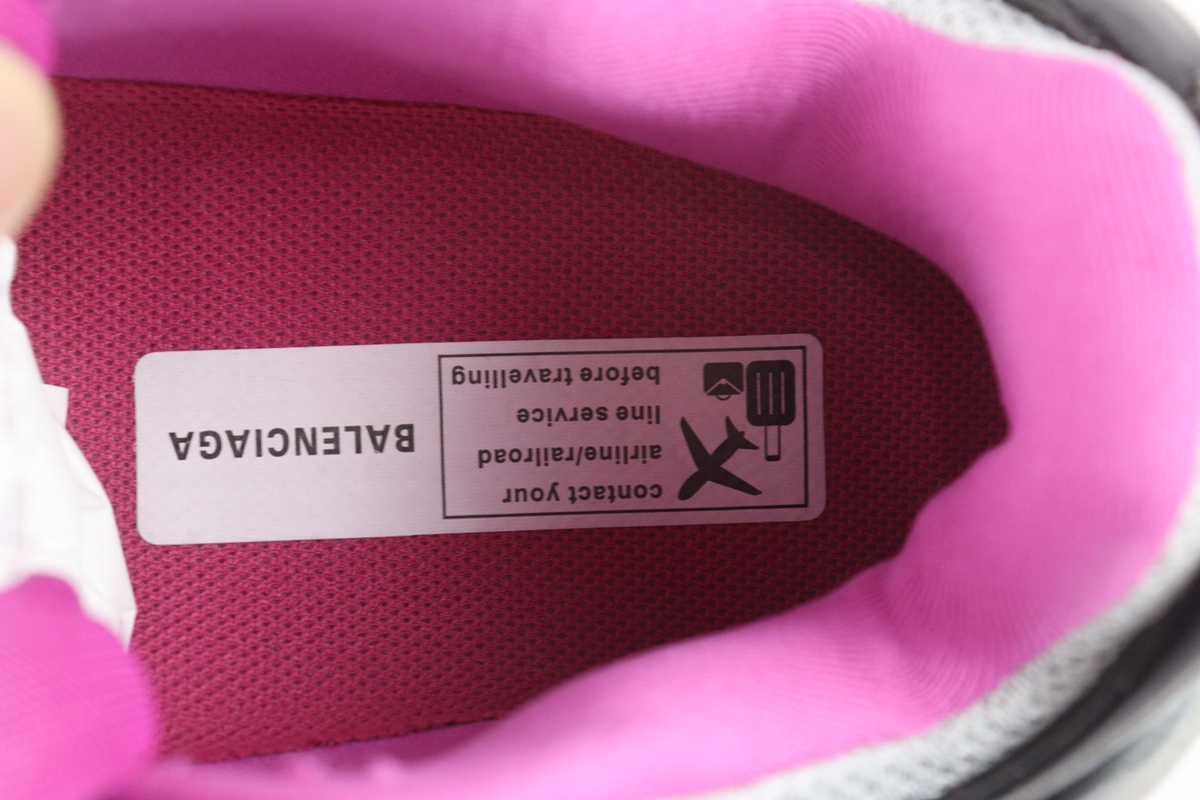 contact your
airline/railroad
line service
before travelling
BALENCIAGA